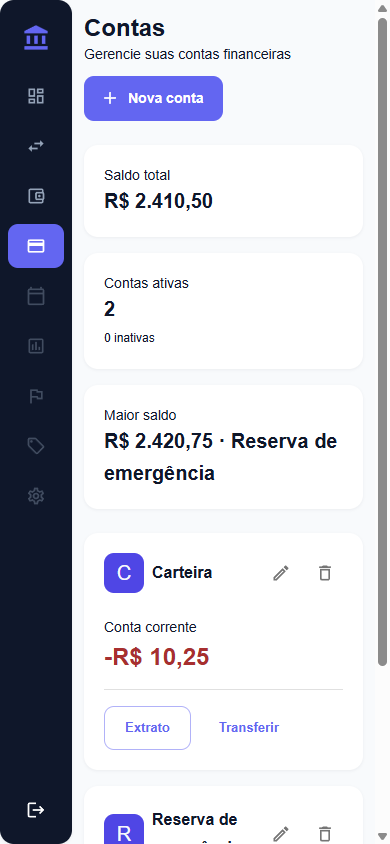 Contas
Gerencie suas contas financeiras
Nova conta
Saldo total
R$ 2.410,50
Contas ativas
2
0 inativas
Maior saldo
R$ 2.420,75 · Reserva de
emergência
C Carteira
Conta corrente
-R$ 10,25
Extrato Transferir
R Reserva de